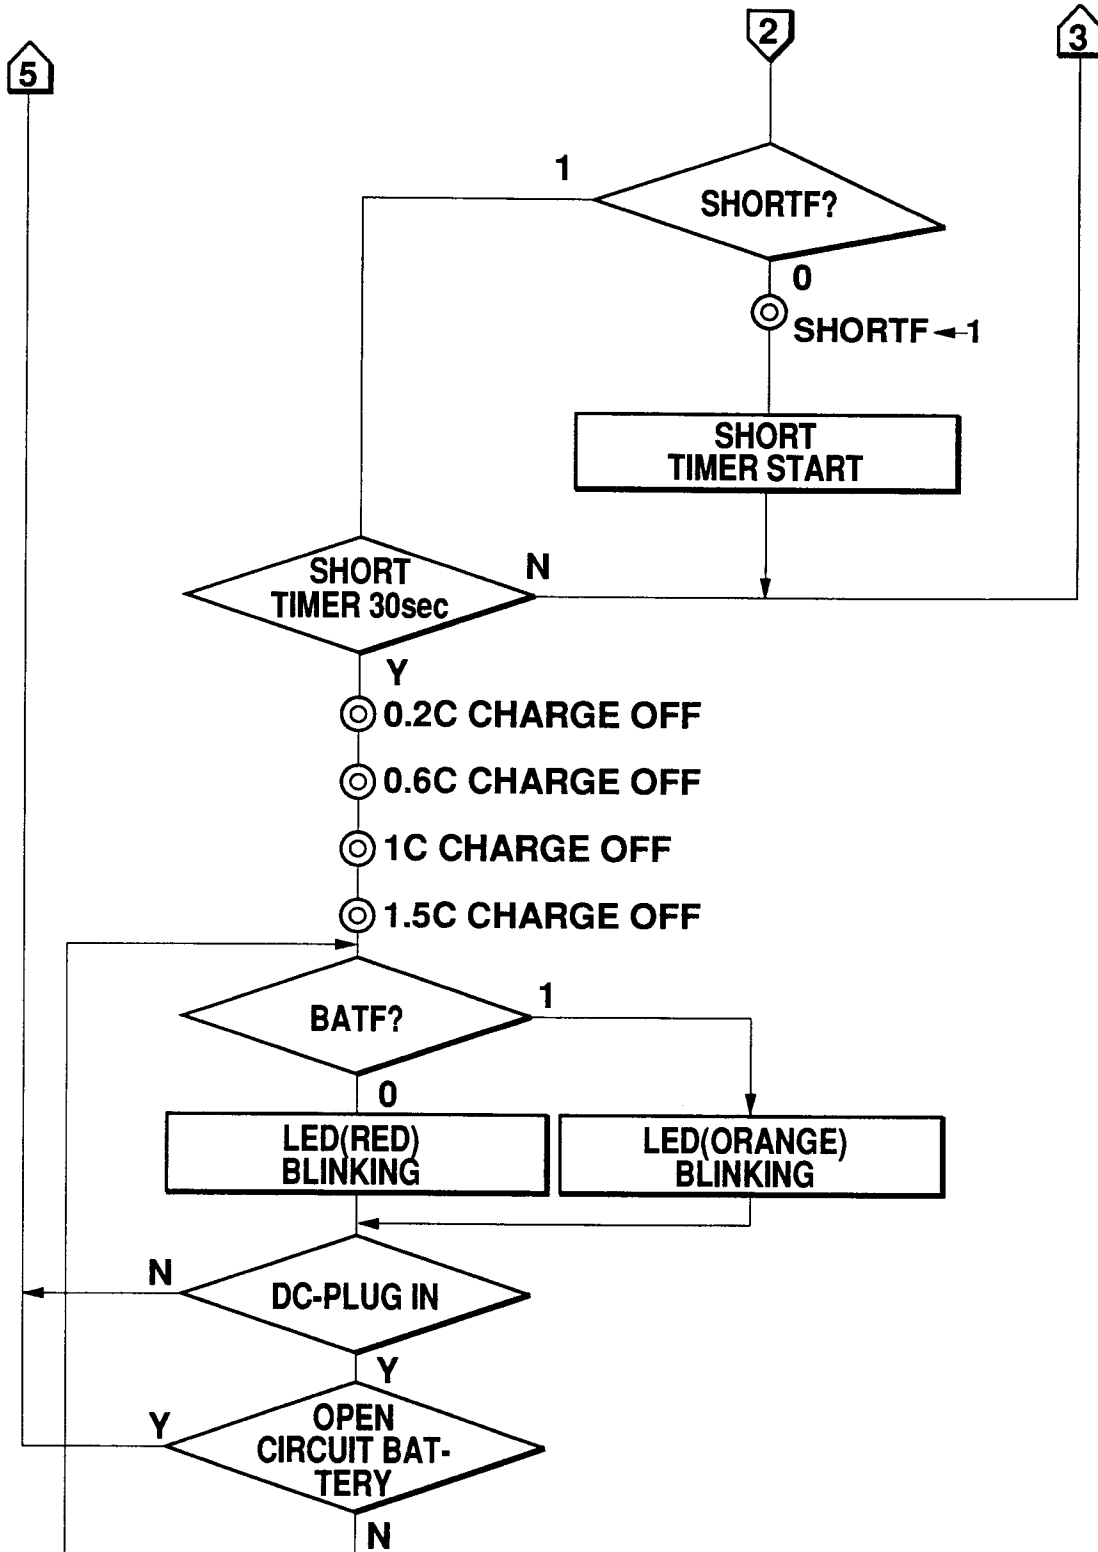 5
2
3
1
SHORTF?
0
SHORTF ← 1
SHORT
TIMER START
SHORT
TIMER 30sec
N
Y
0.2C CHARGE OFF
0.6C CHARGE OFF
1C CHARGE OFF
1.5C CHARGE OFF
BATF?
1
0
LED(RED)
BLINKING
LED(ORANGE)
BLINKING
N
DC-PLUG IN
Y
Y
OPEN
CIRCUIT BAT-
TERY
N